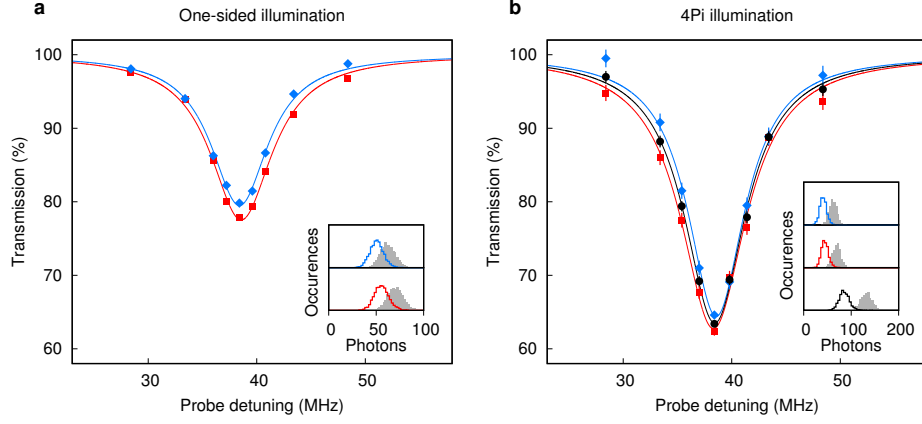 a
One-sided illumination
100
90
80
70
60
Transmission (%)
30
40
50
Probe detuning (MHz)
Occurences
0
50
100
Photons
b
4Pi illumination
100
90
80
70
60
Transmission (%)
30
40
50
Probe detuning (MHz)
Occurences
0
100
200
Photons